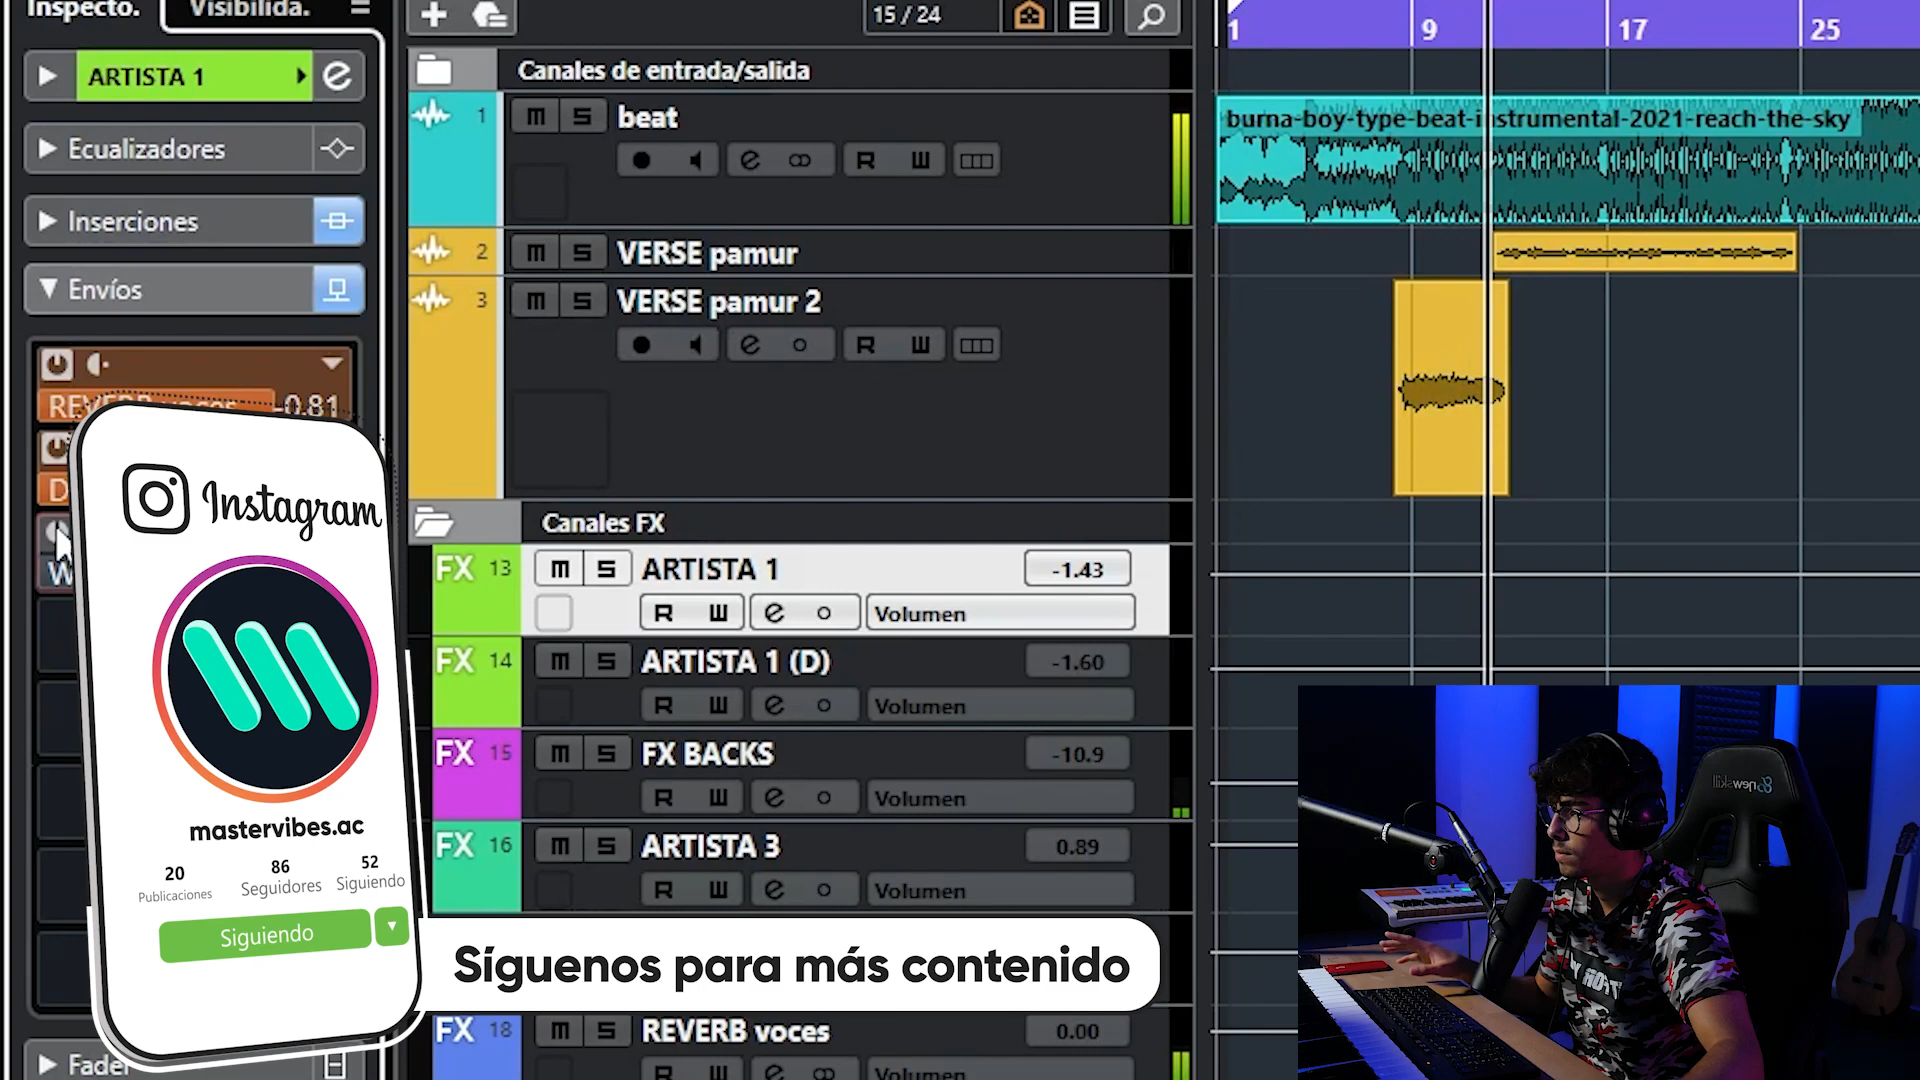 Inspecto.
Visibilida.
15 / 24
1
9
17
25
ARTISTA 1
Canales de entrada/salida
1
m S
beat
burna-boy-type-beat-instrumental-2021-reach-the-sky
Ecualizadores
R W
Inserciones
2
m S
VERSE pamur
Envíos
3
m S
VERSE pamur 2
R W
REVERB voces
-0.81
D
W
Instagram
Canales FX
FX 13
m S
ARTISTA 1
-1.43
R W
Volumen
FX 14
m S
ARTISTA 1 (D)
-1.60
R W
Volumen
FX 15
m S
FX BACKS
-10.9
R W
Volumen
newskill
mastervibes.ac
20
Publicaciones
86
Seguidores
52
Siguiendo
Siguiendo
FX 16
m S
ARTISTA 3
0.89
R W
Volumen
Síguenos para más contenido
FX 18
m S
REVERB voces
0.00
R W
Volumen
Fader